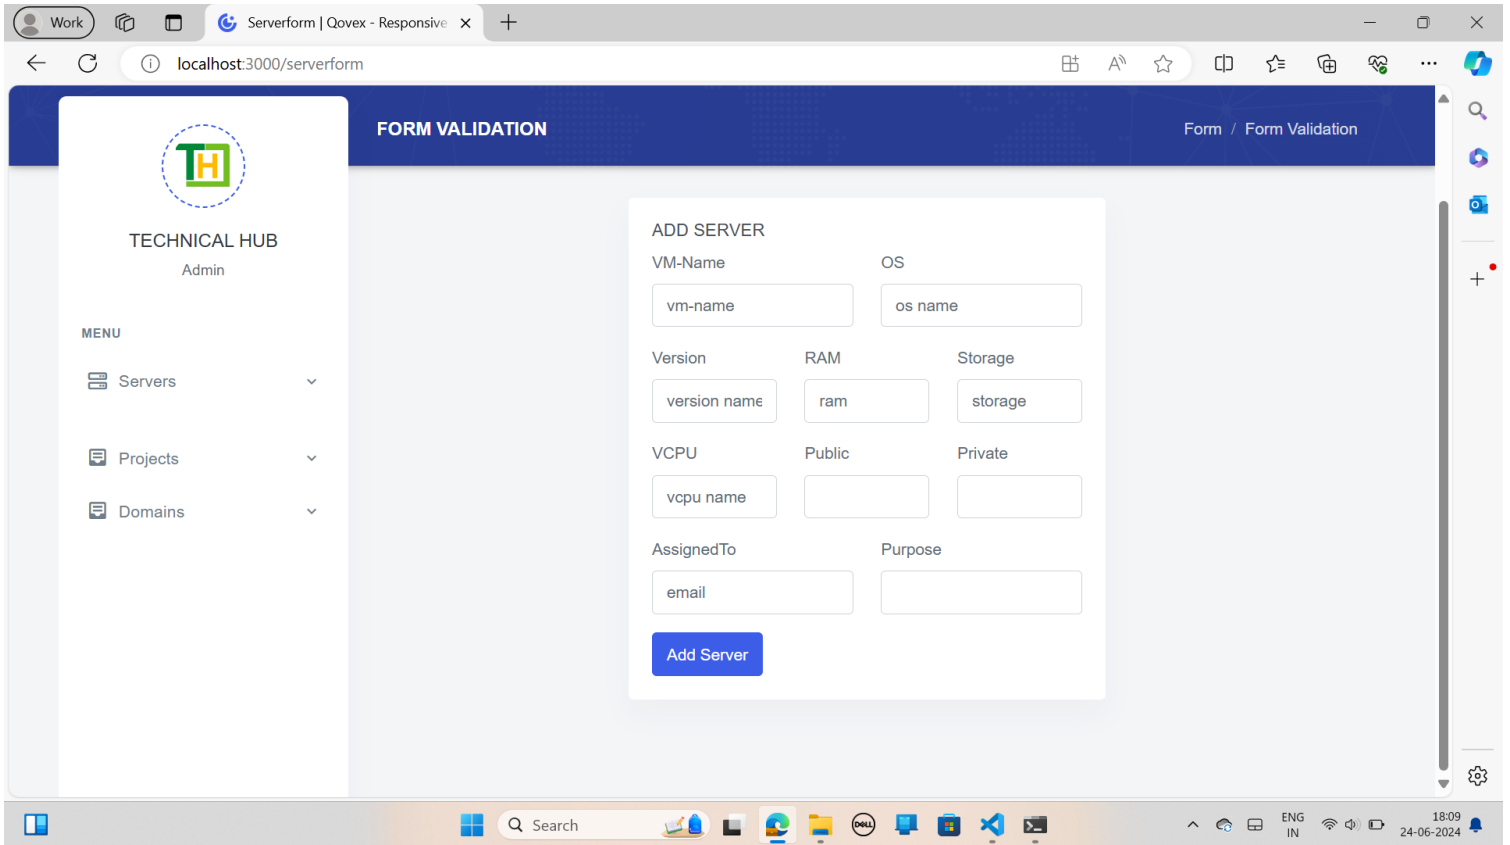 Work
Serverform | Qovex - Responsive
localhost:3000/serverform
TH
FORM VALIDATION
Form / Form Validation
TECHNICAL HUB
Admin
MENU
Servers
Projects
Domains
ADD SERVER
VM-Name OS
vm-name os name
Version RAM Storage
version name ram storage
VCPU Public Private
vcpu name
AssignedTo Purpose
email
Add Server
Search
DELL
ENG
IN
18:09
24-06-2024